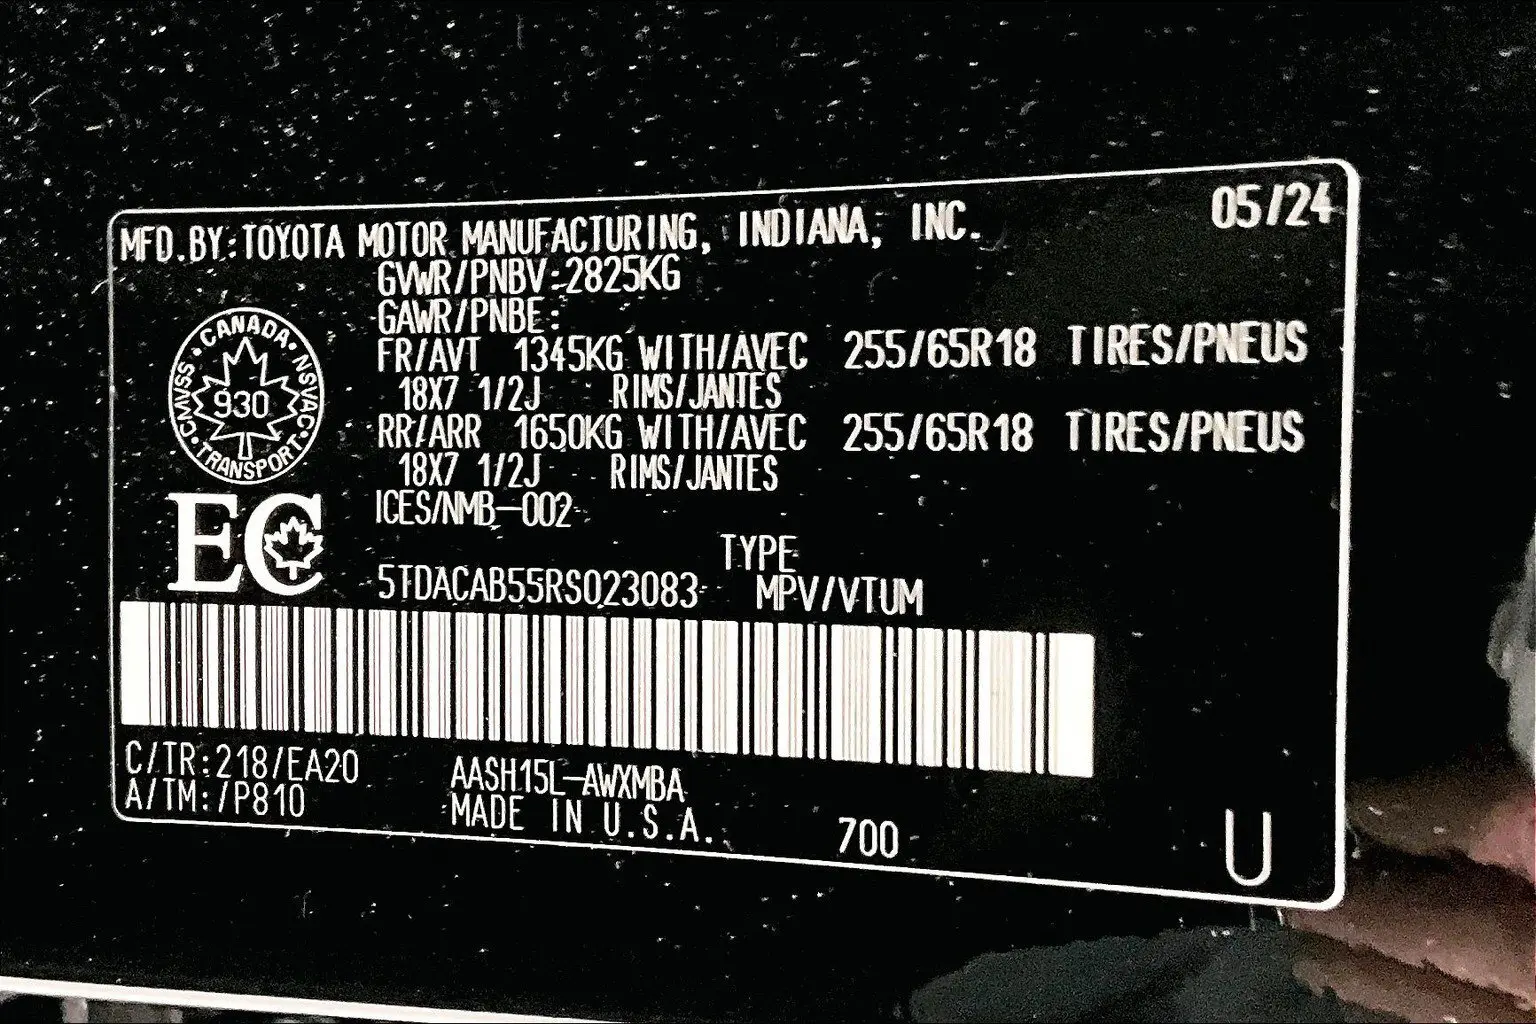 05/24
MFD.BY:TOYOTA MOTOR MANUFACTURING, INDIANA, INC.
GVWR/PNBV:2825KG
GAWR/PNBE:
FR/AVT 1345KG WITH/AVEC 255/65R18 TIRES/PNEUS
18X7 1/2J RIMS/JANTES
RR/ARR 1650KG WITH/AVEC 255/65R18 TIRES/PNEUS
18X7 1/2J RIMS/JANTES
ICES/NMB-002
CANADA · NSVAC · TRANSPORT · CMVSS
930
EC
TYPE
5TDACAB55RS023083 MPV/VTUM
C/TR:218/EA20 AASH15L-AWXMBA
A/TM:/P810 MADE IN U.S.A. 700 U